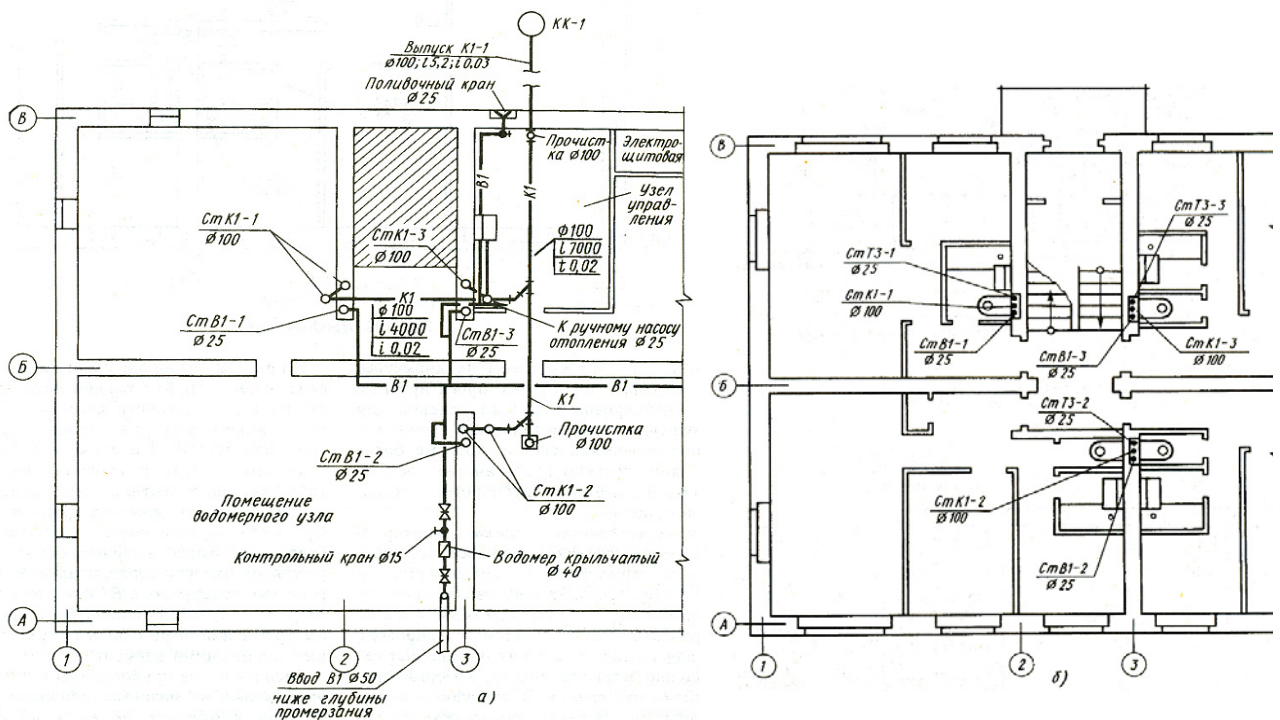 КК-1
Выпуск К1-1
Ø100; l5,2; i0,03
Поливочный кран
Ø25
В
Прочист-
ка Ø100
Электро-
щитовая
В1
К1
Узел
управ-
ления
Ст К1-1
Ø100
Ст К1-3
Ø100
ф100
l 7000
t 0,02
К1
Ст В1-1
Ø25
ф100
l 4000
i 0,02
Ст В1-3
Ø25
К ручному насосу
отопления Ø25
Б
В1
В1
К1
Прочистка
Ø100
Ст В1-2
Ø25
Ст К1-2
Ø100
Помещение
водомерного узла
Контрольный кран Ø15
Водомер крыльчатый
Ø40
А
1
2
3
Ввод В1 Ø50
ниже глубины
промерзания
а)
В
Ст Т3-3
Ø25
Ст Т3-1
Ø25
Ст К1-1
Ø100
Ст В1-1
Ø25
Ст В1-3
Ø25
Ст К1-3
Ø100
Б
Ст Т3-2
Ø25
Ст К1-2
Ø100
Ст В1-2
Ø25
А
1
2
3
б)